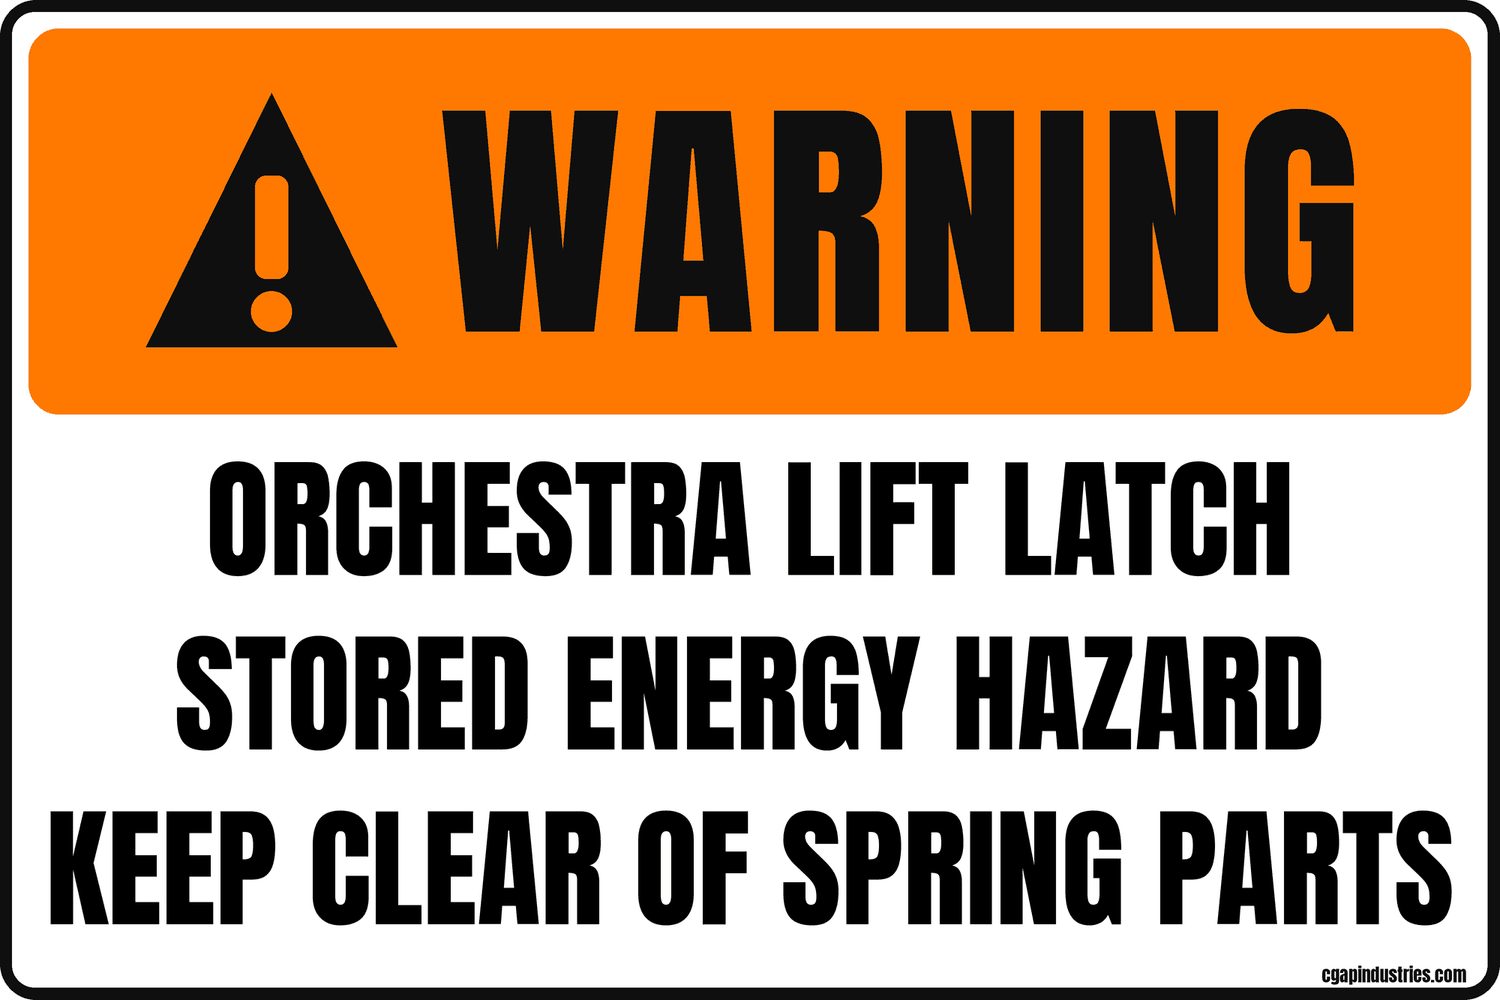 WARNING
ORCHESTRA LIFT LATCH
STORED ENERGY HAZARD
KEEP CLEAR OF SPRING PARTS
cgapindustries.com